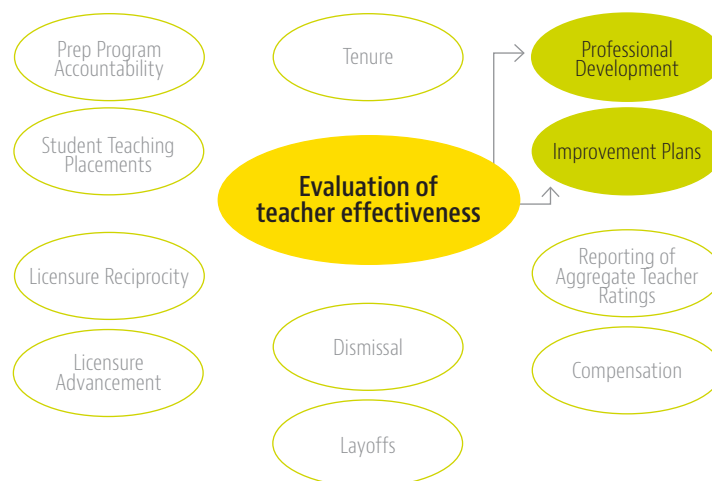 Prep Program
Accountability
Tenure
Professional
Development
Student Teaching
Placements
Improvement Plans
Evaluation of
teacher effectiveness
Licensure Reciprocity
Reporting of
Aggregate Teacher
Ratings
Dismissal
Licensure
Advancement
Compensation
Layoffs